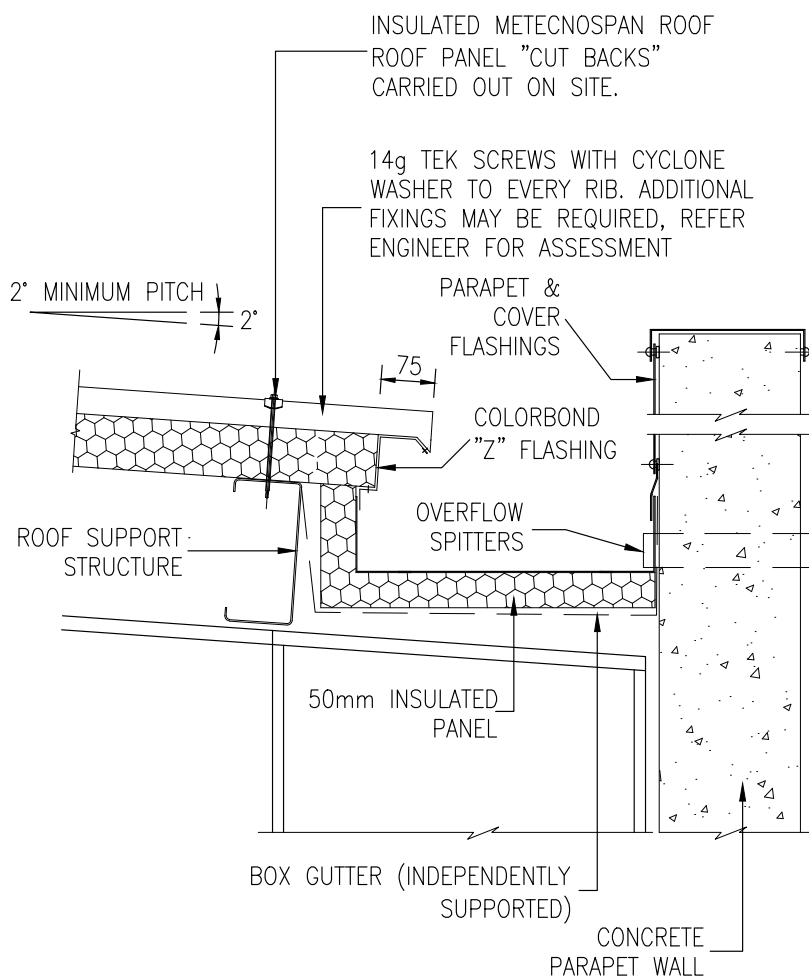 INSULATED METECNOSPAN ROOF
ROOF PANEL "CUT BACKS"
CARRIED OUT ON SITE.
14g TEK SCREWS WITH CYCLONE
WASHER TO EVERY RIB. ADDITIONAL
FIXINGS MAY BE REQUIRED, REFER
ENGINEER FOR ASSESSMENT
2° MINIMUM PITCH
2°
PARAPET &
COVER
FLASHINGS
75
COLORBOND
"Z" FLASHING
OVERFLOW
SPITTERS
ROOF SUPPORT
STRUCTURE
50mm INSULATED
PANEL
BOX GUTTER (INDEPENDENTLY
SUPPORTED)
CONCRETE
PARAPET WALL